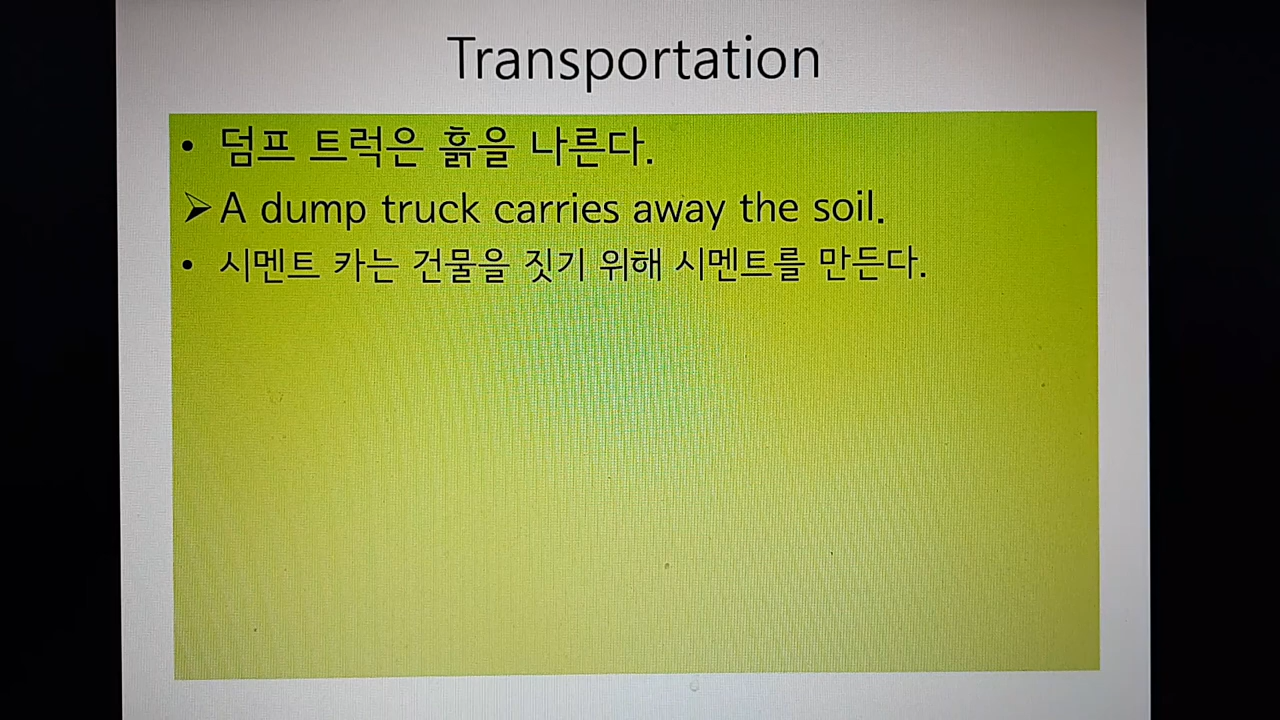 Transportation
• 덤프 트럭은 흙을 나른다.
➢ A dump truck carries away the soil.
• 시멘트 카는 건물을 짓기 위해 시멘트를 만든다.